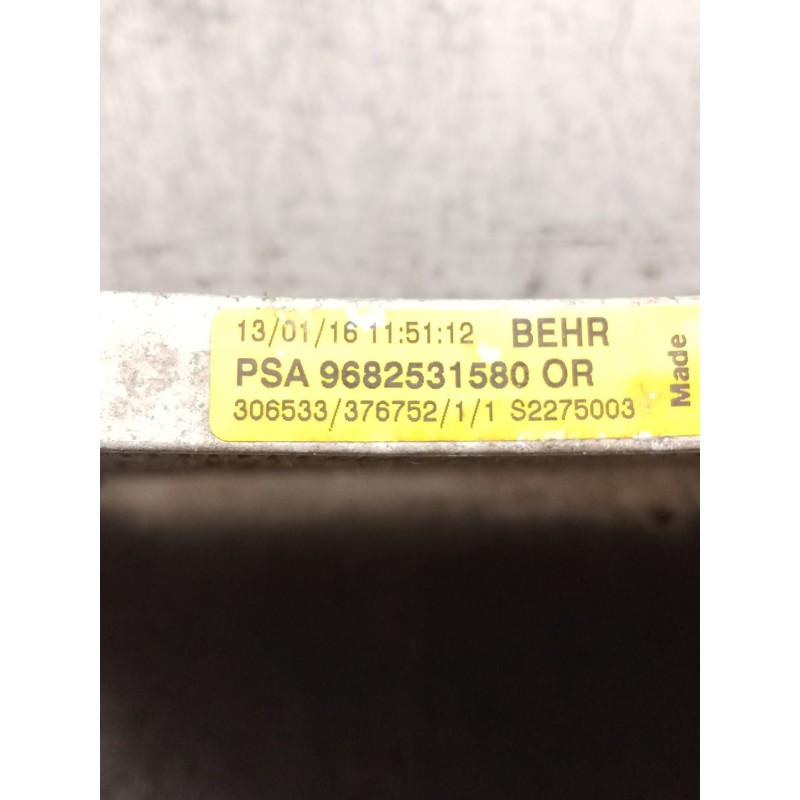 13/01/16 11:51:12 BEHR
PSA 9682531580 OR
306533/376752/1/1 S2275003
Made